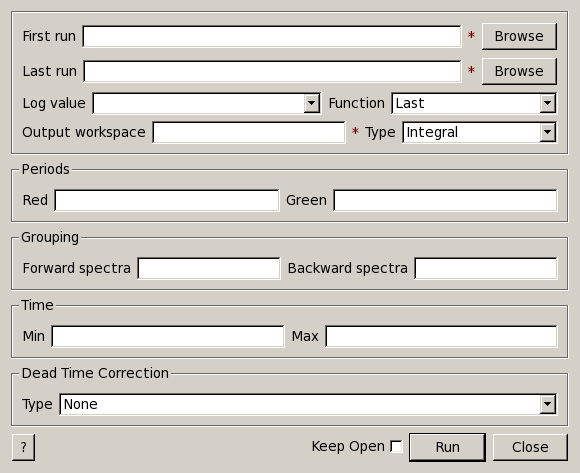 First run * Browse
Last run * Browse
Log value Function Last
Output workspace * Type Integral
Periods
Red Green
Grouping
Forward spectra Backward spectra
Time
Min Max
Dead Time Correction
Type None
? Keep Open Run Close